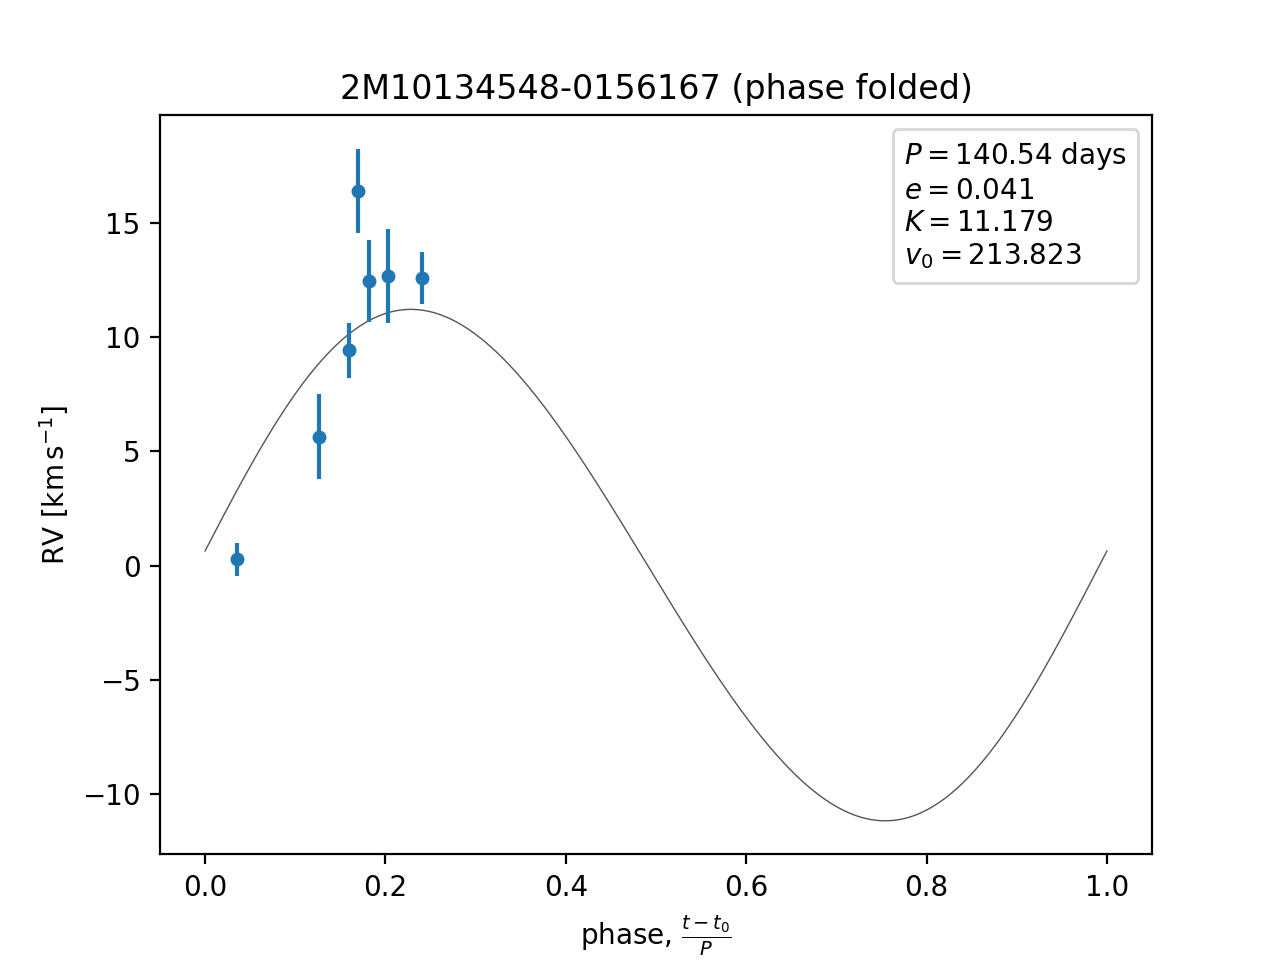 2M10134548-0156167 (phase folded)
P = 140.54 days
e = 0.041
K = 11.179
v₀ = 213.823
RV [km s⁻¹]
15
10
5
0
−5
−10
0.0 0.2 0.4 0.6 0.8 1.0
phase, (t − t₀)/P